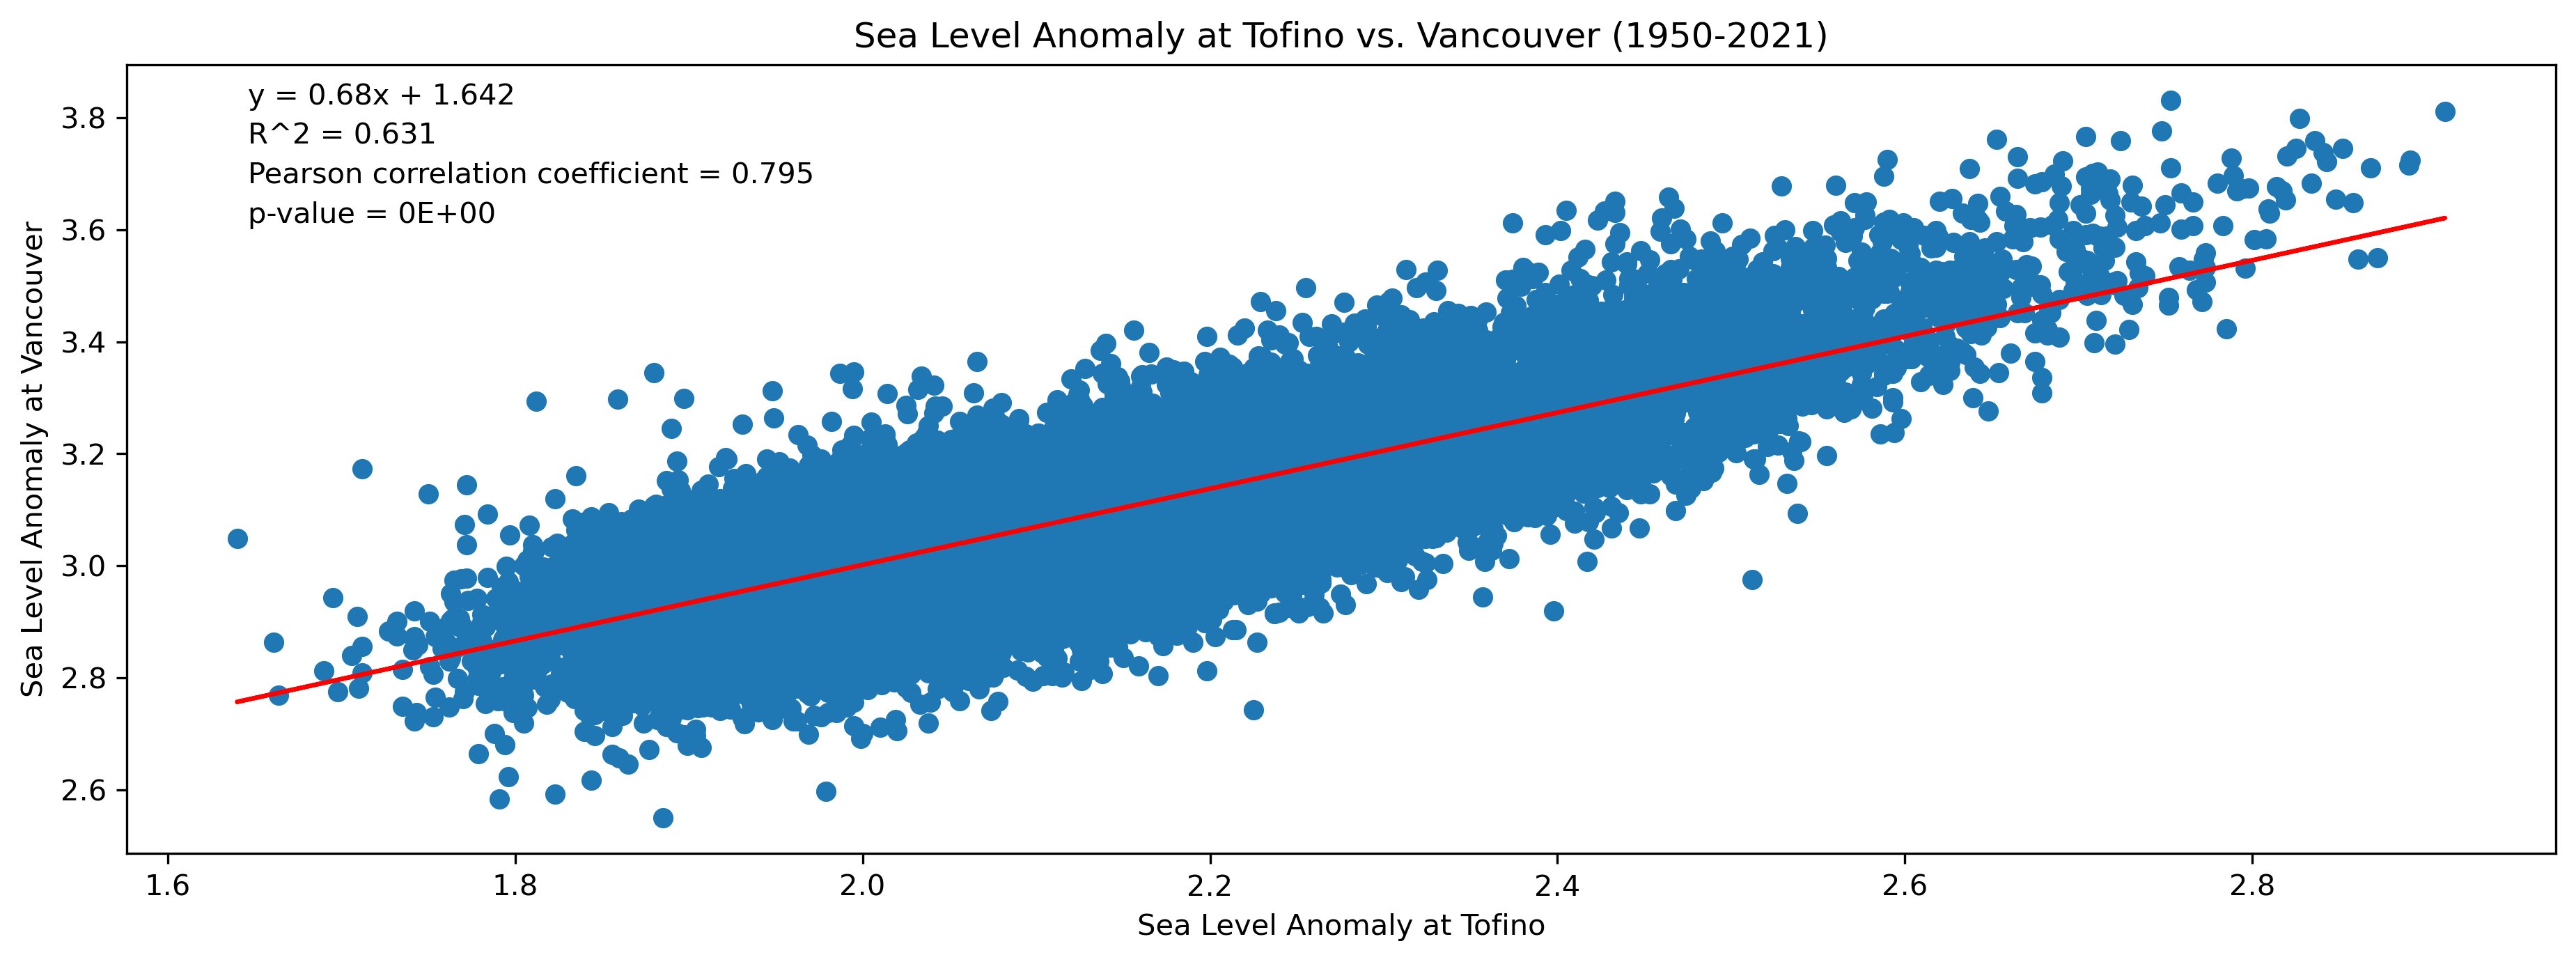 Sea Level Anomaly at Tofino vs. Vancouver (1950-2021)
y = 0.68x + 1.642
R^2 = 0.631
Pearson correlation coefficient = 0.795
p-value = 0E+00
Sea Level Anomaly at Vancouver
3.8
3.6
3.4
3.2
3.0
2.8
2.6
1.6 1.8 2.0 2.2 2.4 2.6 2.8
Sea Level Anomaly at Tofino